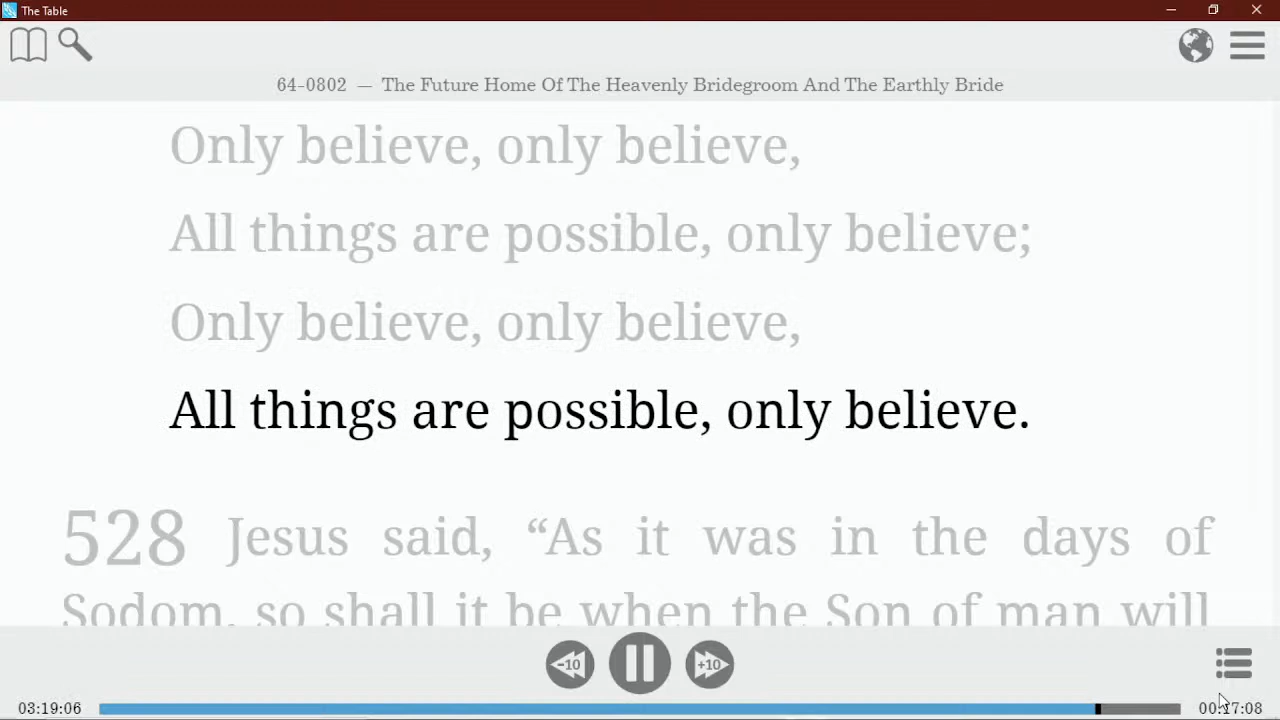 The Table
64-0802 — The Future Home Of The Heavenly Bridegroom And The Earthly Bride
Only believe, only believe,
All things are possible, only believe;
Only believe, only believe,
All things are possible, only believe.
528 Jesus said, “As it was in the days of
Sodom, so shall it be when the Son of man will
-10 +10
03:19:06 00:17:08